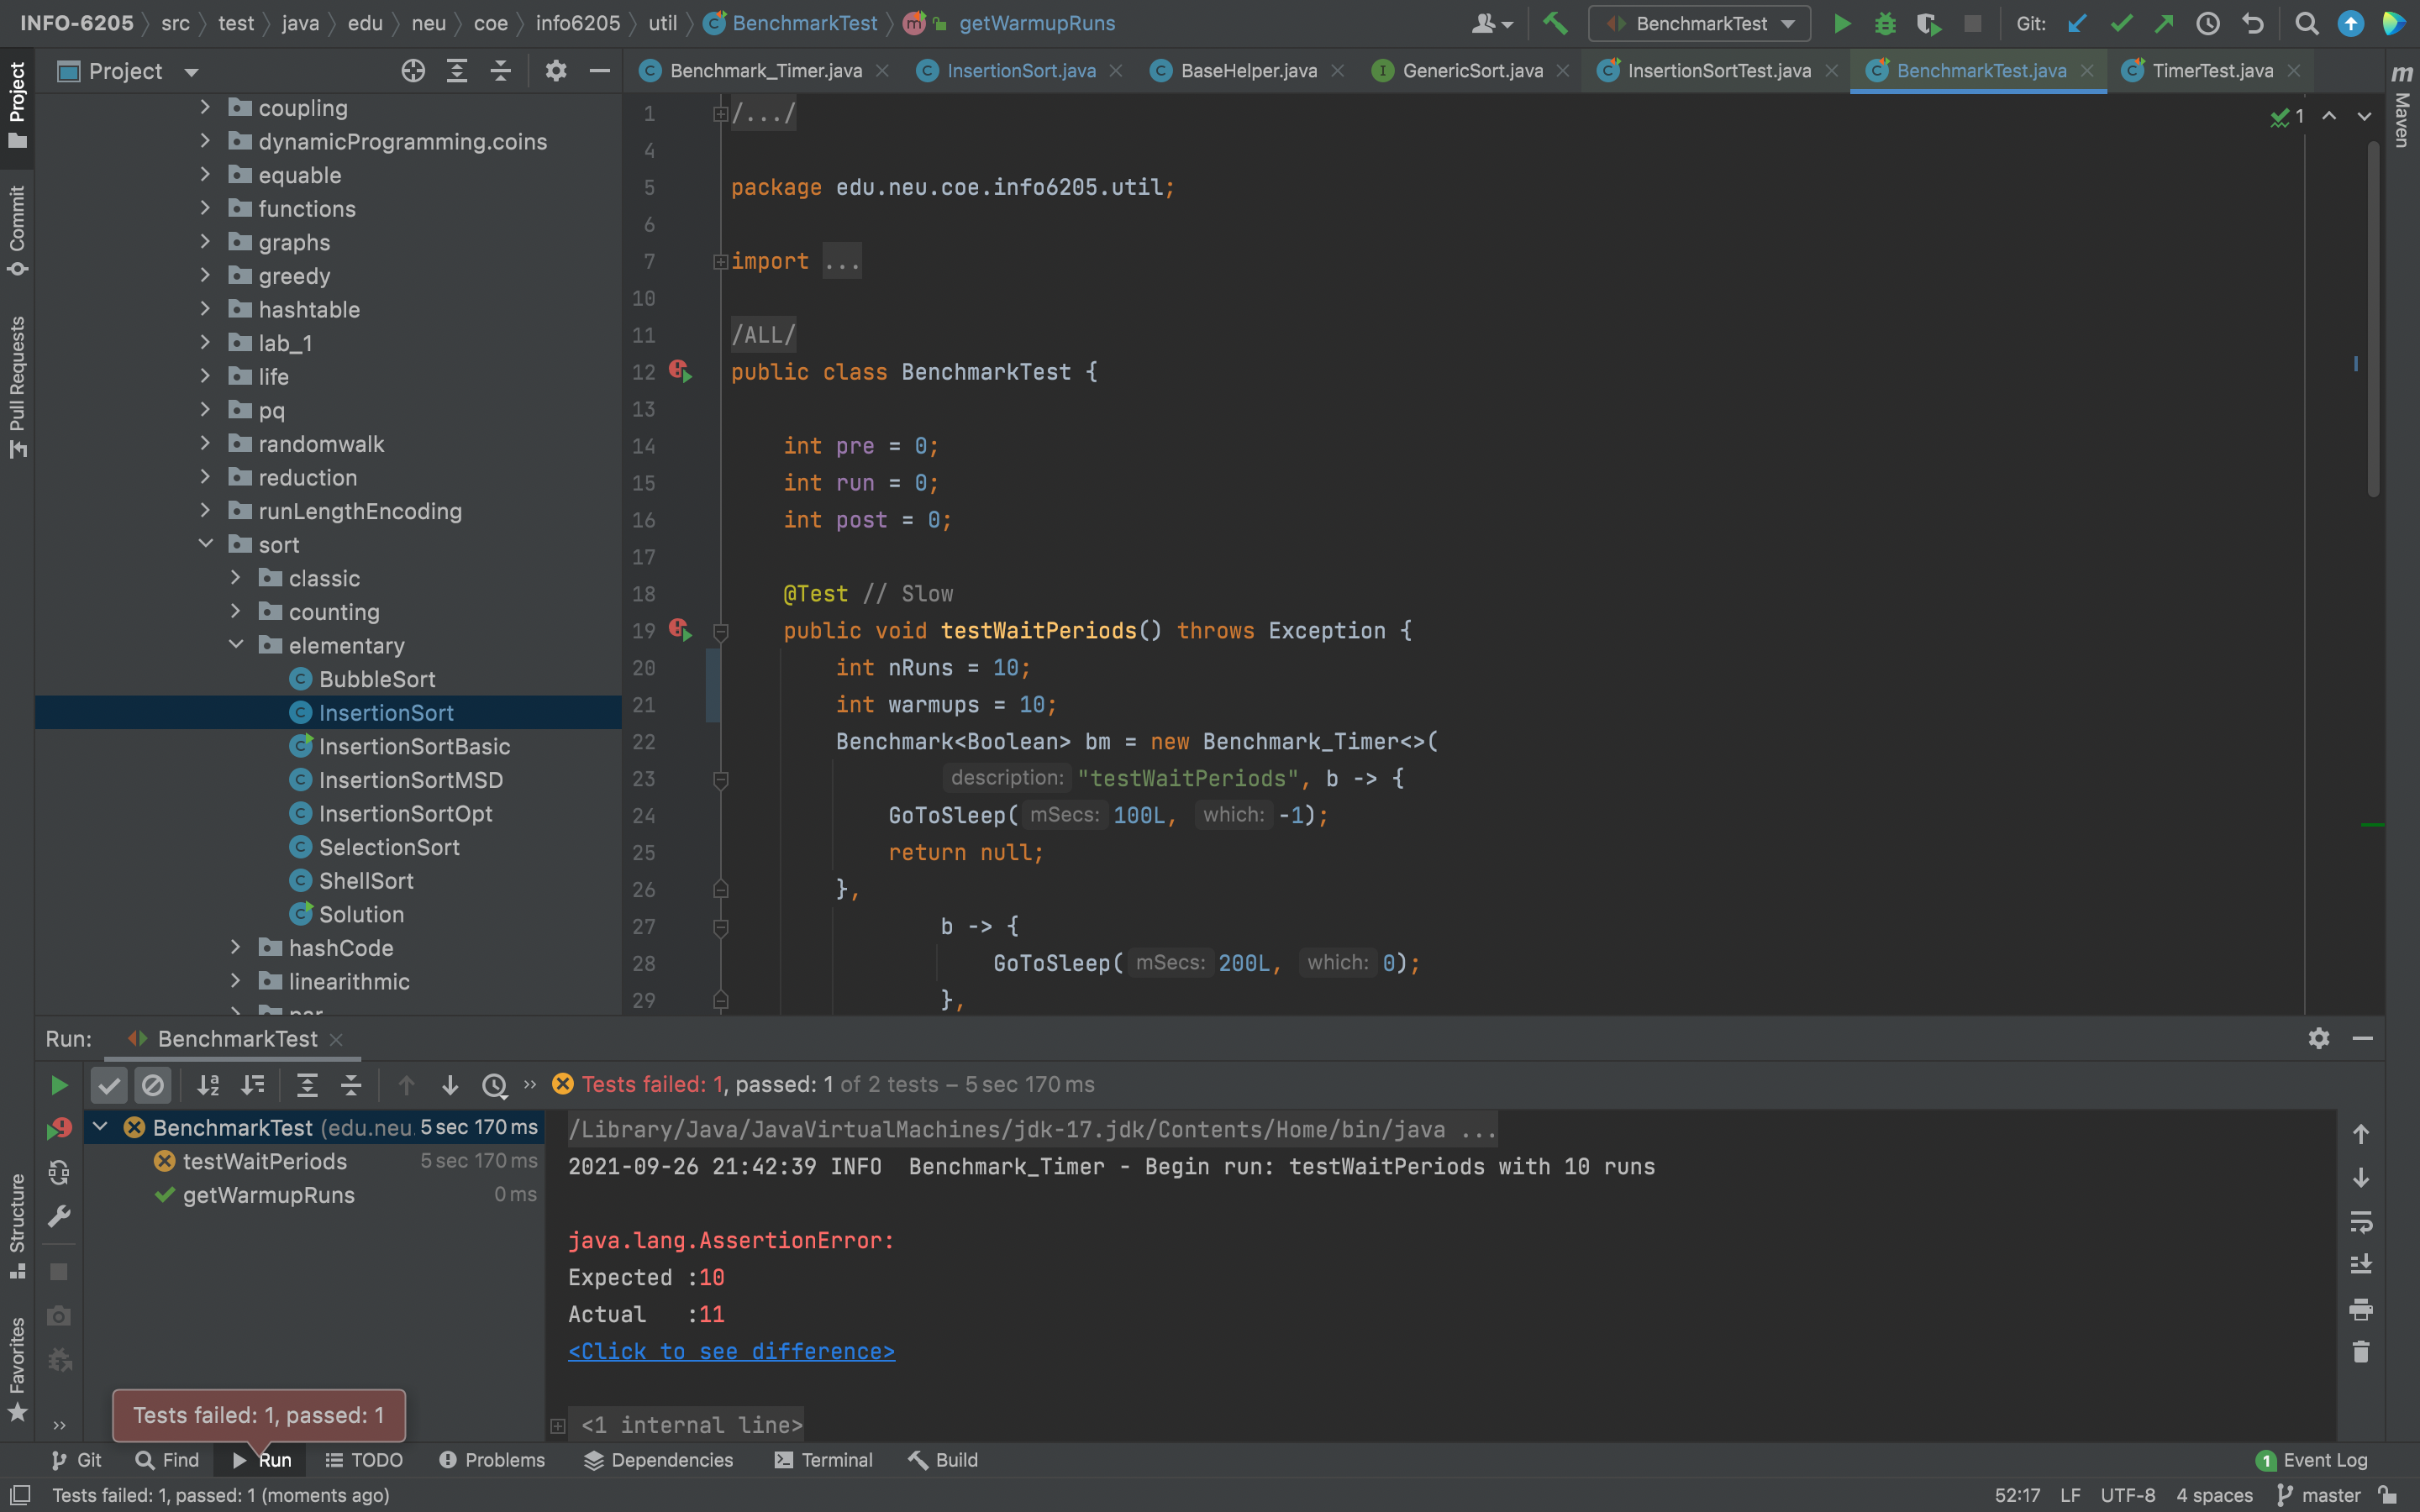 INFO-6205 〉 src 〉 test 〉 java 〉 edu 〉 neu 〉 coe 〉 info6205 〉 util 〉 BenchmarkTest 〉 getWarmupRuns
BenchmarkTest
Git:
Project
Benchmark_Timer.java
InsertionSort.java
BaseHelper.java
GenericSort.java
InsertionSortTest.java
BenchmarkTest.java
TimerTest.java
Project
Commit
Pull Requests
Structure
Favorites
Maven
coupling
dynamicProgramming.coins
equable
functions
graphs
greedy
hashtable
lab_1
life
pq
randomwalk
reduction
runLengthEncoding
sort
classic
counting
elementary
BubbleSort
InsertionSort
InsertionSortBasic
InsertionSortMSD
InsertionSortOpt
SelectionSort
ShellSort
Solution
hashCode
linearithmic
par
1
1 /.../
4
5 package edu.neu.coe.info6205.util;
6
7 import ...
10
11 /ALL/
12 public class BenchmarkTest {
13
14 int pre = 0;
15 int run = 0;
16 int post = 0;
17
18 @Test // Slow
19 public void testWaitPeriods() throws Exception {
20 int nRuns = 10;
21 int warmups = 10;
22 Benchmark<Boolean> bm = new Benchmark_Timer<>(
23 description: "testWaitPeriods", b -> {
24 GoToSleep( mSecs: 100L, which: -1);
25 return null;
26 },
27 b -> {
28 GoToSleep( mSecs: 200L, which: 0);
29 },
Run: BenchmarkTest
Tests failed: 1, passed: 1 of 2 tests – 5 sec 170 ms
BenchmarkTest (edu.neu. 5 sec 170 ms
testWaitPeriods 5 sec 170 ms
getWarmupRuns 0 ms
/Library/Java/JavaVirtualMachines/jdk-17.jdk/Contents/Home/bin/java ...
2021-09-26 21:42:39 INFO  Benchmark_Timer - Begin run: testWaitPeriods with 10 runs
java.lang.AssertionError:
Expected :10
Actual   :11
<Click to see difference>
<1 internal line>
Tests failed: 1, passed: 1
Git
Find
Run
TODO
Problems
Dependencies
Terminal
Build
1 Event Log
Tests failed: 1, passed: 1 (moments ago)
52:17 LF UTF-8 4 spaces master